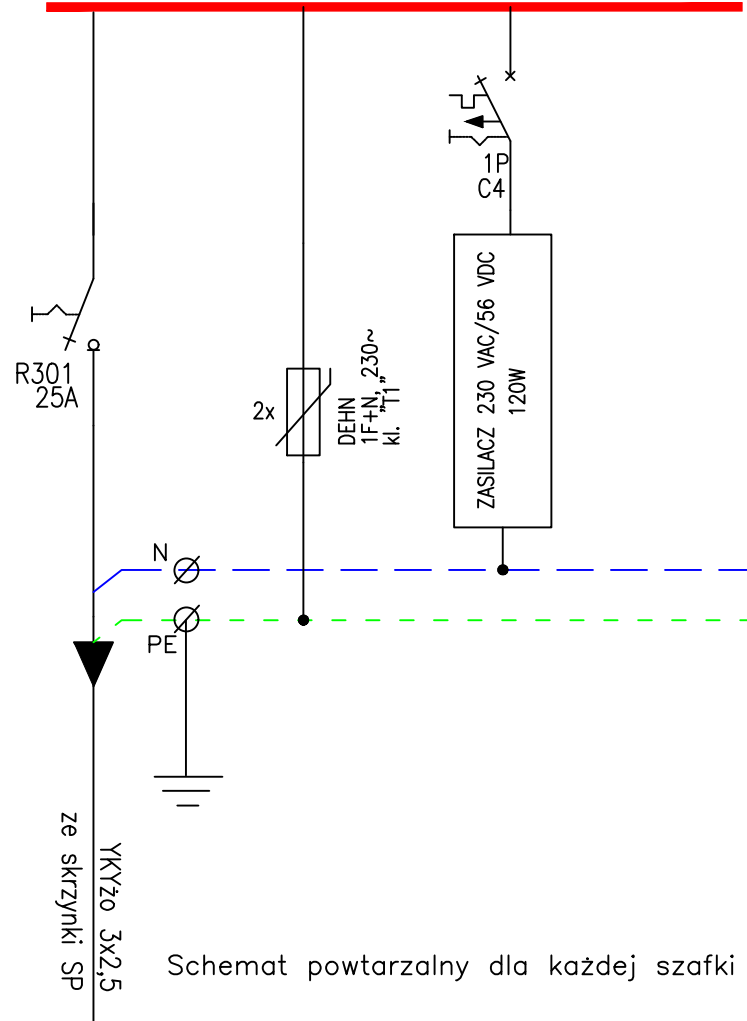 1P
C4
ZASILACZ 230 VAC/56 VDC
120W
R301
25A
2x
DEHN
1F+N, 230~
kl. "T1"
N
PE
YKYżo 3x2,5
ze skrzynki SP
Schemat powtarzalny dla każdej szafki